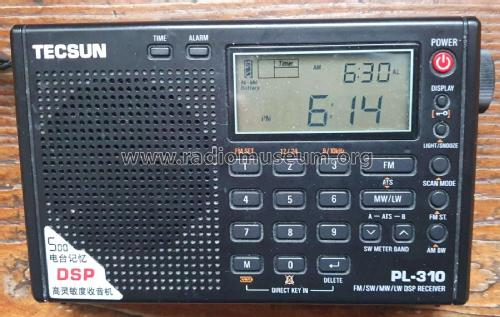 TECSUN
TIME
ALARM
POWER
Timer
AM
6:30
AL
Ni-MH
Battery
PM
6:14
DISPLAY
LIGHT/SNOOZE
SCAN MODE
FM ST.
AM BW
www.radiomuseum.org
FM SET
12/24
9/10kHz
1
2
3
FM
ATS
4
5
6
MW/LW
A — ATS — B
7
8
9
SW METER BAND
M
0
DELETE
DIRECT KEY IN
PL-310
FM/SW/MW/LW DSP RECEIVER
500
电台记忆
DSP
高灵敏度收音机